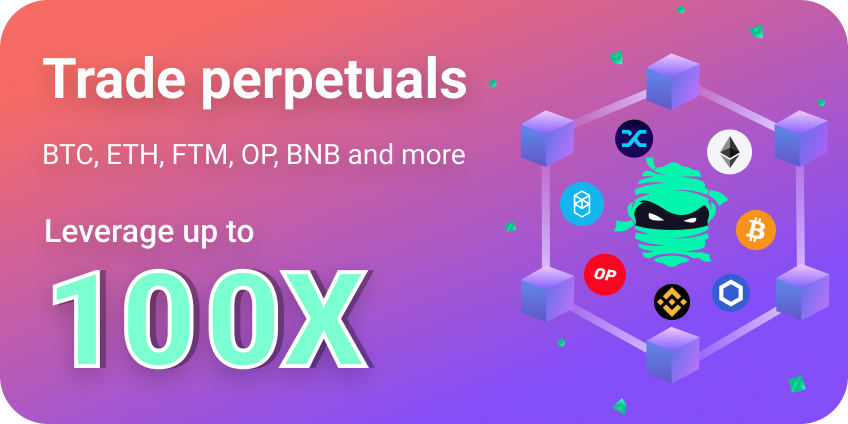 Trade perpetuals
BTC, ETH, FTM, OP, BNB and more
Leverage up to
100X
OP